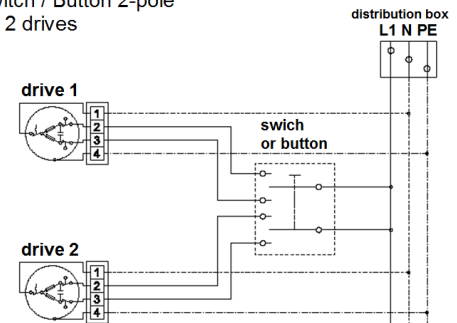 / Button 2-pole
2 drives
distribution box
L1 N PE
drive 1
1
2
3
4
swich
or button
drive 2
1
2
3
4